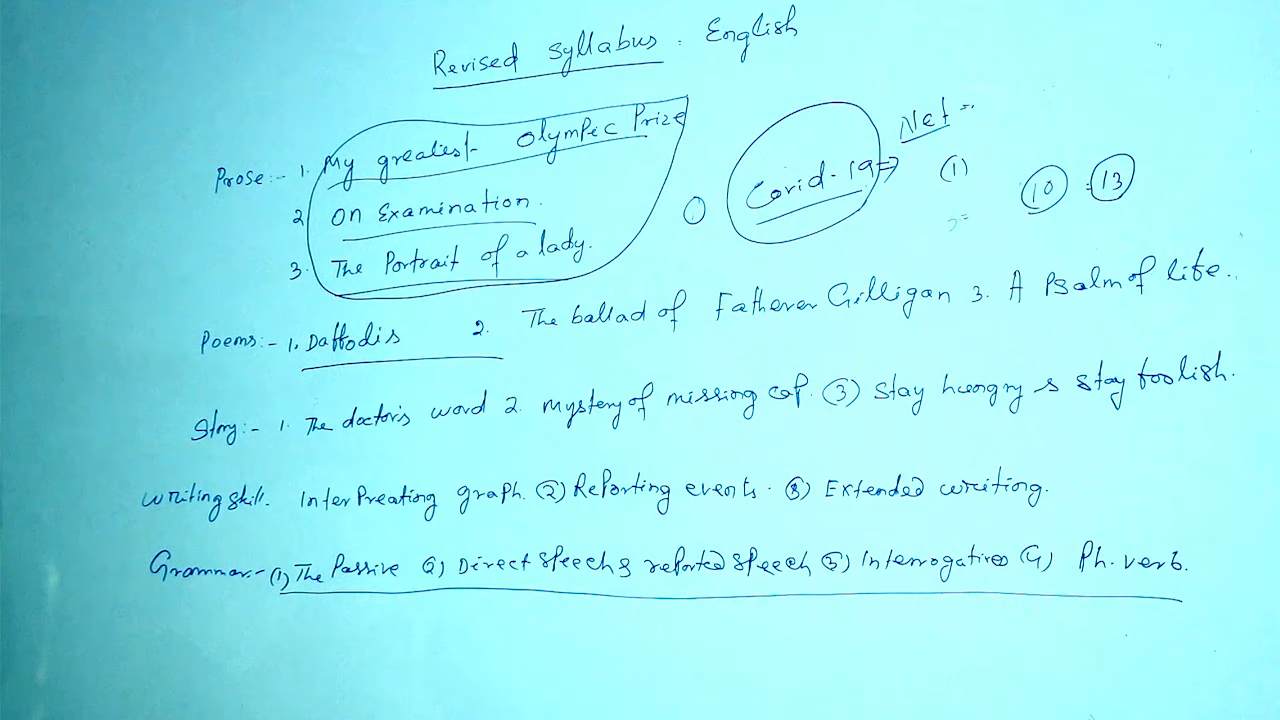 Revised Syllabus. English
Prose:- 1. My greatest Olympic Prize
2 On Examination.
3. The Portrait of a lady.
① Covid-19 ⇒ Net
(1) ⑩ ⑬
Poems:- 1. Daffodis 2. The ballad of Father Gilligan 3. A Psalm of life..
Story:- 1. The doctor's word 2. Mystery of missing cap. ③ Stay hungry & stay foolish.
Writing skill. Interpreating graph. ② Reporting events. ③ Extended writing.
Grammar:- (1) The Passive 2) Direct speech & reported speech 3) Interrogatives (4) Ph. verb.